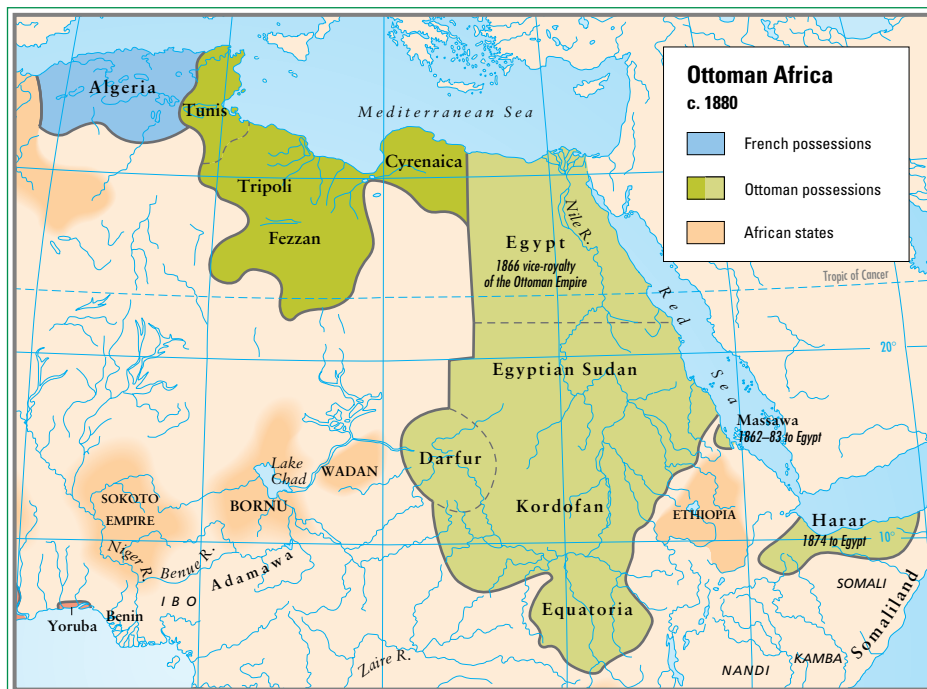 Ottoman Africa
c. 1880
French possessions
Ottoman possessions
African states
Algeria
Tunis
Mediterranean Sea
Cyrenaica
Tripoli
Fezzan
Nile R.
Egypt
1866 vice-royalty
of the Ottoman Empire
Tropic of Cancer
Red
Sea
20°
Egyptian Sudan
Massawa
1862–83 to Egypt
Darfur
Lake
Chad
WADAN
SOKOTO
EMPIRE
BORNU
Kordofan
ETHIOPIA
Harar
1874 to Egypt
10°
Niger R.
Benue R.
Adamawa
IBO
SOMALI
Somaliland
Benin
Yoruba
Equatoria
Zaire R.
NANDI
KAMBA